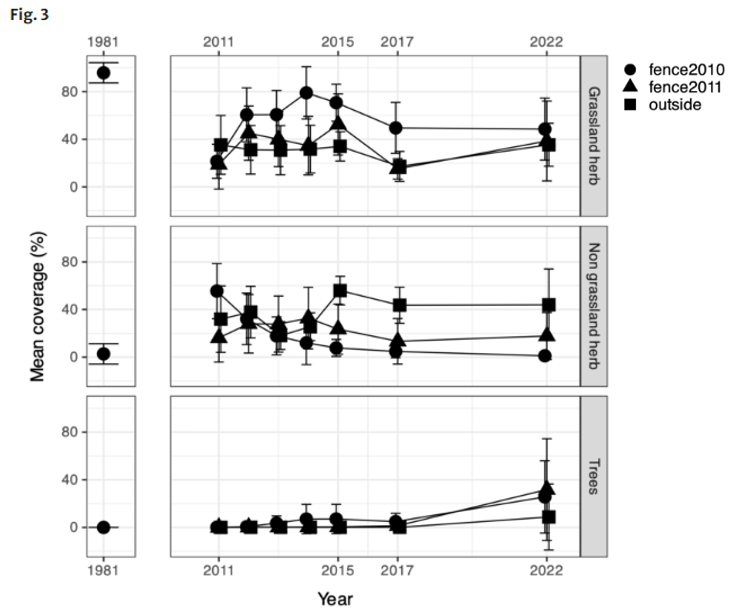 Fig. 3
1981 2011 2015 2017 2022
fence2010
fence2011
outside
80
40
0
Grassland herb
80
40
0
Non grassland herb
80
40
0
Trees
Mean coverage (%)
1981 2011 2015 2017 2022
Year